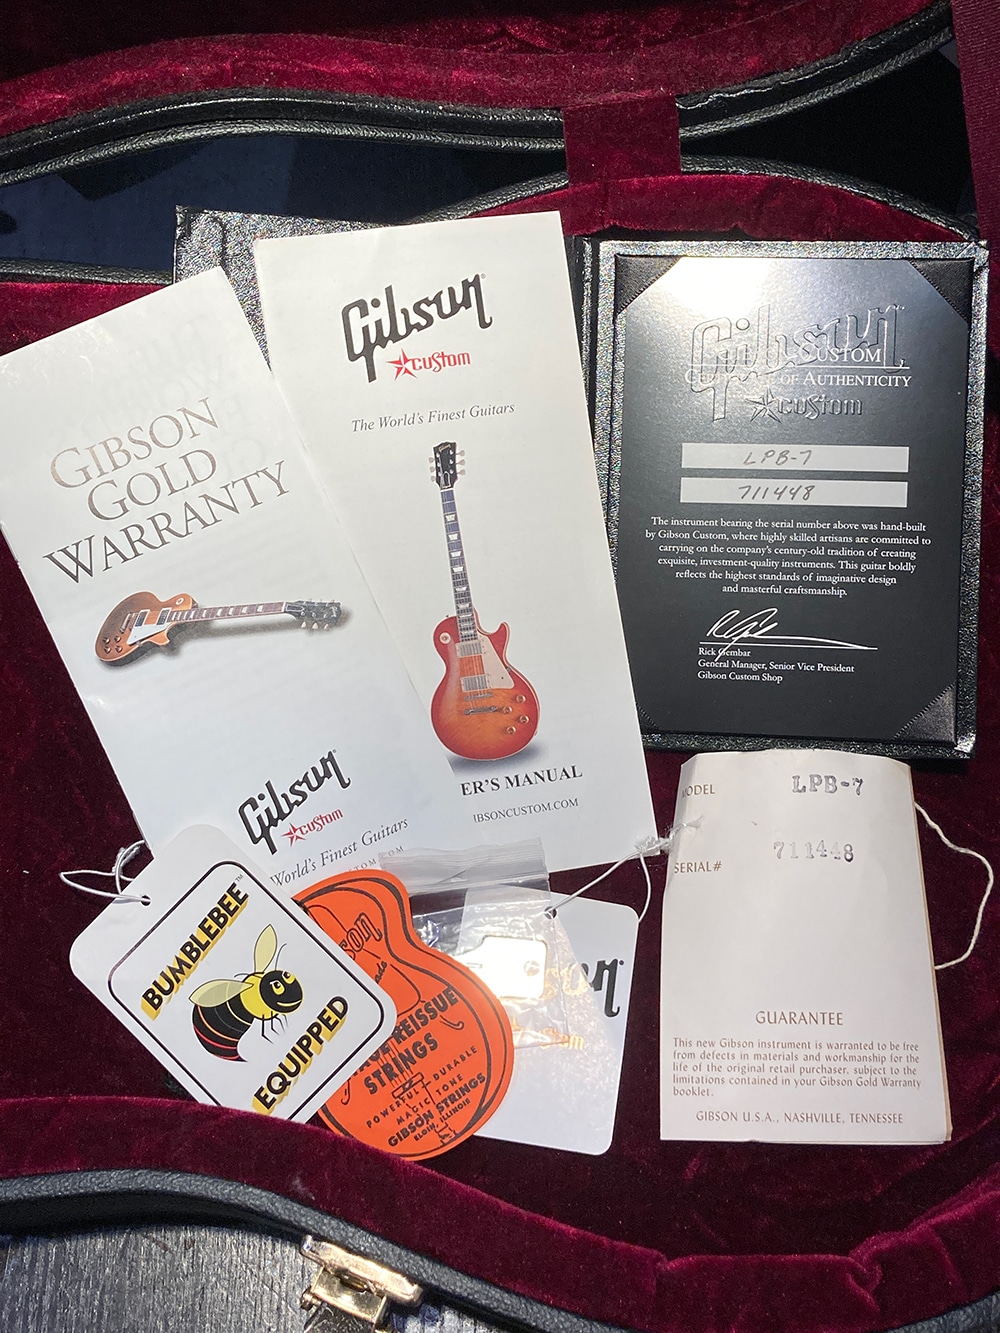 GIBSON
GOLD
WARRANTY
Gibson
CUSTOM
World's Finest Guitars
Gibson
CUSTOM
The World's Finest Guitars
ER'S MANUAL
IBSONCUSTOM.COM
Gibson
CUSTOM
OF AUTHENTICITY
CUSTOM
LPB-7
711448
The instrument bearing the serial number above was hand-built
by Gibson Custom, where highly skilled artisans are committed to
carrying on the company's century-old tradition of creating
exquisite, investment-quality instruments. This guitar boldly
reflects the highest standards of imaginative design
and masterful craftsmanship.
Rick Gembar
General Manager, Senior Vice President
Gibson Custom Shop
MODEL LPB-7
SERIAL# 711448
GUARANTEE
This new Gibson instrument is warranted to be free
from defects in materials and workmanship for the
life of the original retail purchaser. subject to the
limitations contained in your Gibson Gold Warranty
booklet.
GIBSON U.S.A., NASHVILLE, TENNESSEE
BUMBLEBEE™
EQUIPPED
REISSUE
STRINGS
POWERFUL DURABLE
MAGIC TONE
GIBSON STRINGS
ELGIN, ILLINOIS